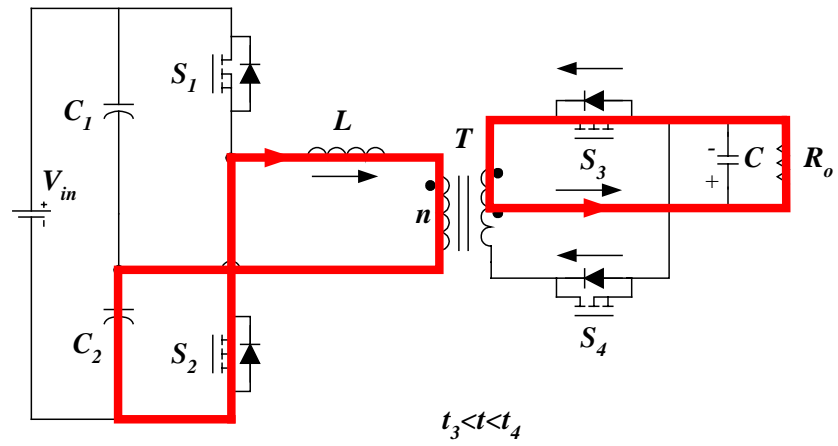 S1
C1
L
T
S3
- C
+
Ro
Vin
+
-
n
C2
S2
S4
t3<t<t4